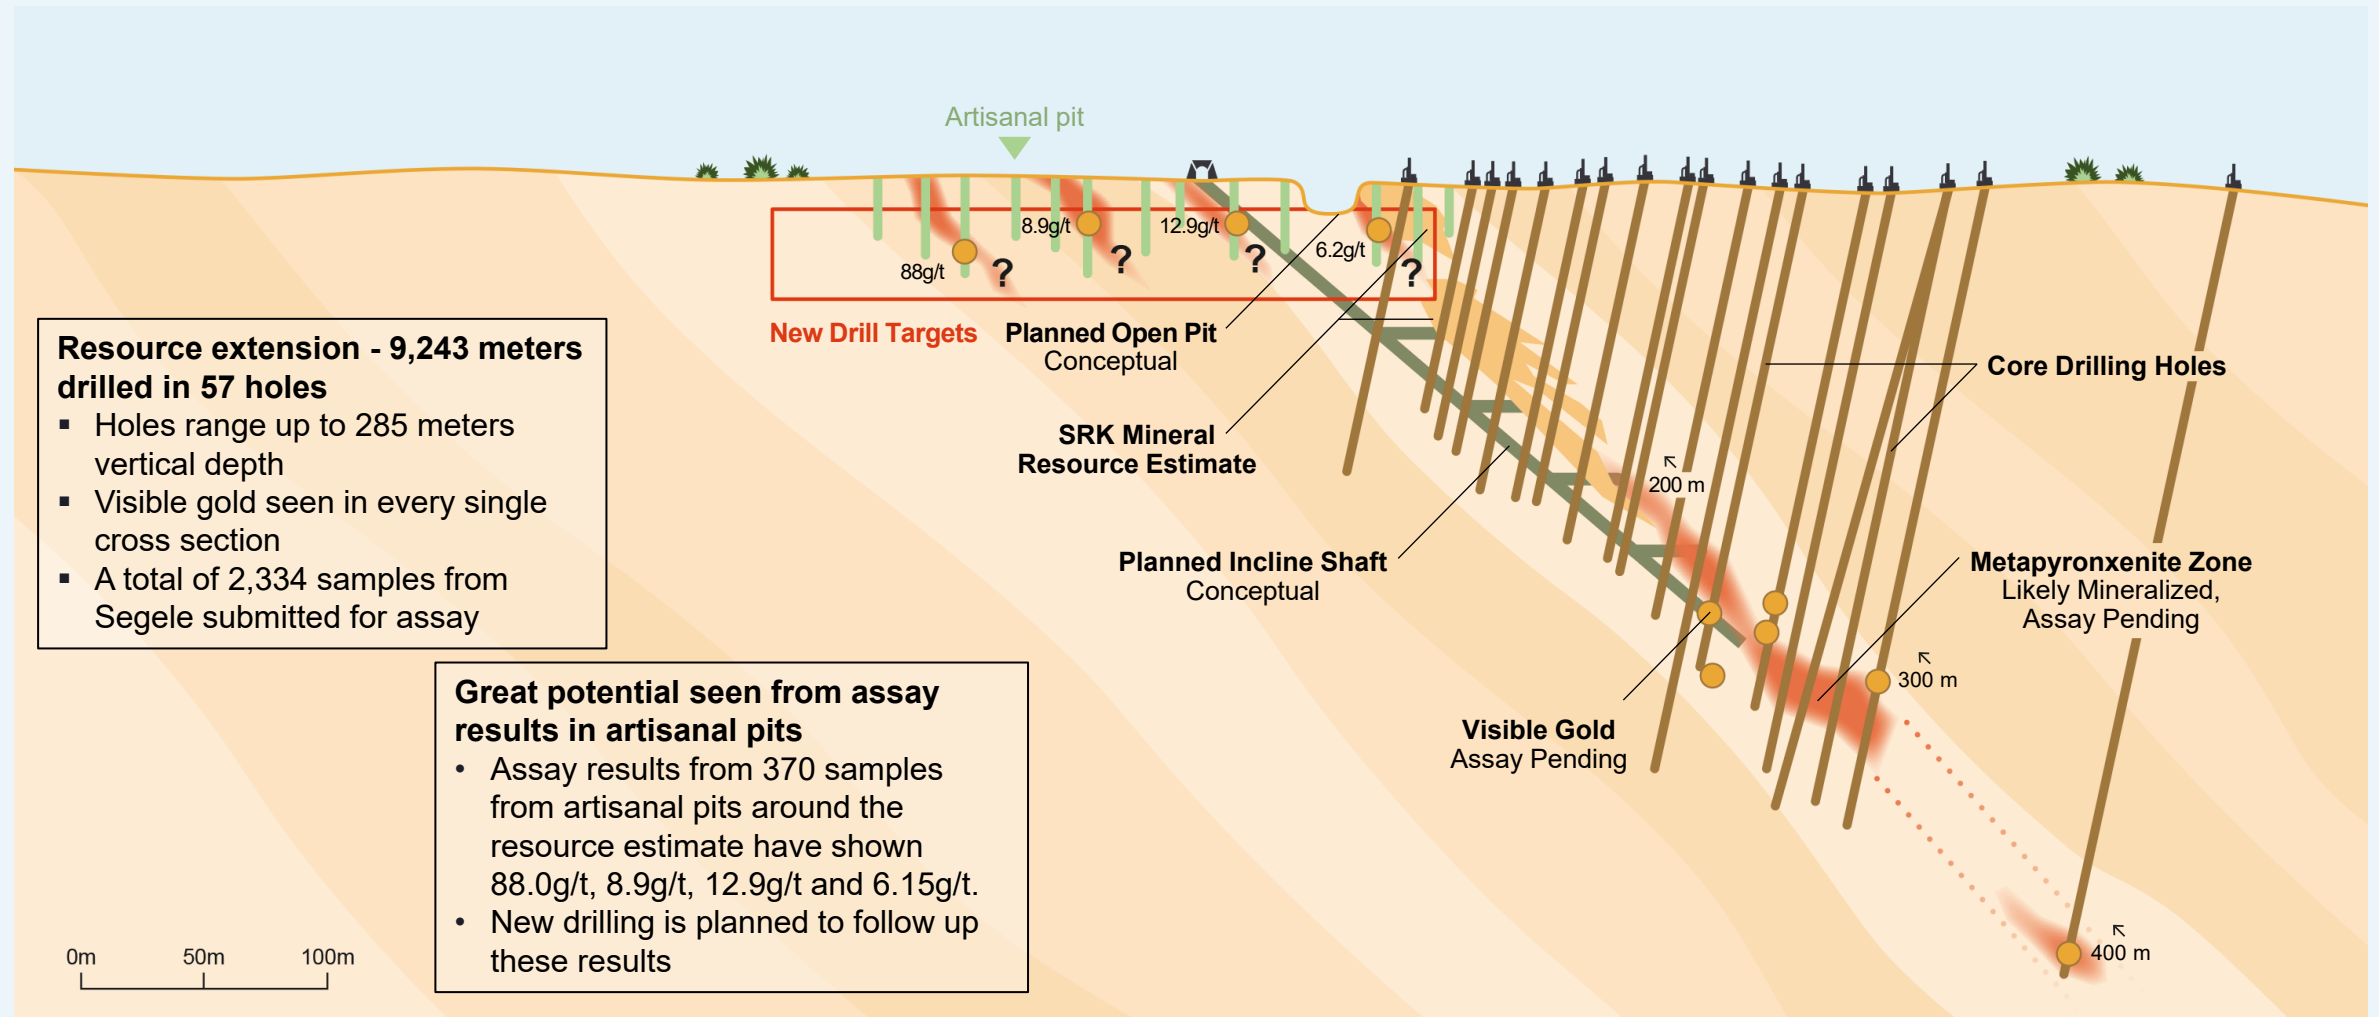 Artisanal pit
88g/t
?
8.9g/t
?
12.9g/t
?
6.2g/t
?
New Drill Targets
Planned Open Pit
Conceptual
SRK Mineral
Resource Estimate
Planned Incline Shaft
Conceptual
Core Drilling Holes
200 m
Metapyronxenite Zone
Likely Mineralized,
Assay Pending
300 m
Visible Gold
Assay Pending
400 m
Resource extension - 9,243 meters
drilled in 57 holes
▪ Holes range up to 285 meters
vertical depth
▪ Visible gold seen in every single
cross section
▪ A total of 2,334 samples from
Segele submitted for assay
Great potential seen from assay
results in artisanal pits
• Assay results from 370 samples
from artisanal pits around the
resource estimate have shown
88.0g/t, 8.9g/t, 12.9g/t and 6.15g/t.
• New drilling is planned to follow up
these results
0m 50m 100m